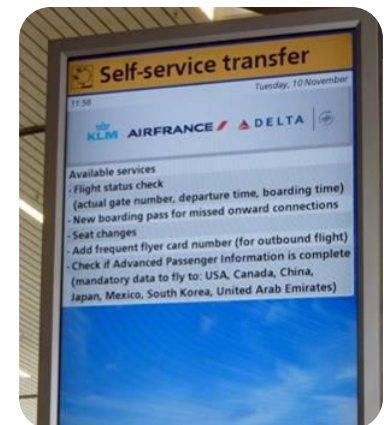 Self-service transfer
11:58 Tuesday, 10 November
KLM AIRFRANCE DELTA
Available services
- Flight status check
(actual gate number, departure time, boarding time)
- New boarding pass for missed onward connections
- Seat changes
- Add frequent flyer card number (for outbound flight)
- Check if Advanced Passenger Information is complete
(mandatory data to fly to: USA, Canada, China,
Japan, Mexico, South Korea, United Arab Emirates)